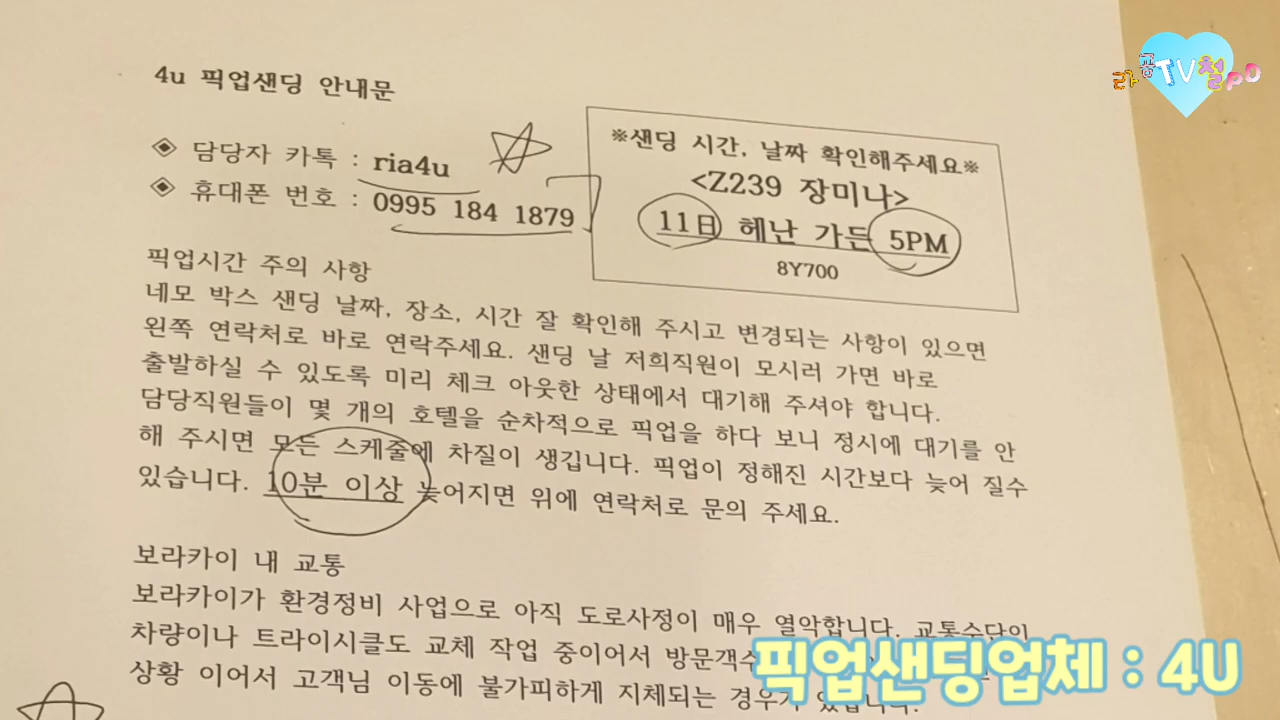 4u 픽업샌딩 안내문
◈ 담당자 카톡 : ria4u
◈ 휴대폰 번호 : 0995 184 1879
※샌딩 시간, 날짜 확인해주세요※
<Z239 장미나>
11日 헤난 가든 5PM
8Y700
픽업시간 주의 사항
네모 박스 샌딩 날짜, 장소, 시간 잘 확인해 주시고 변경되는 사항이 있으면
왼쪽 연락처로 바로 연락주세요. 샌딩 날 저희직원이 모시러 가면 바로
출발하실 수 있도록 미리 체크 아웃한 상태에서 대기해 주셔야 합니다.
담당직원들이 몇 개의 호텔을 순차적으로 픽업을 하다 보니 정시에 대기를 안
해 주시면 모든 스케줄에 차질이 생깁니다. 픽업이 정해진 시간보다 늦어 질수
있습니다. 10분 이상 늦어지면 위에 연락처로 문의 주세요.
보라카이 내 교통
보라카이가 환경정비 사업으로 아직 도로사정이 매우 열악합니다. 교통수단인
차량이나 트라이시클도 교체 작업 중이어서 방문객수
상황 이어서 고객님 이동에 불가피하게 지체되는 경우가 있습니다.
픽업샌딩업체 : 4U
라콩TV철PD